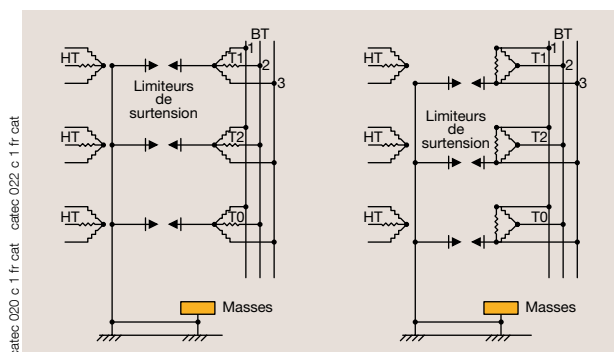 BT
1
HT
T1
2
3
Limiteurs
de
surtension
HT
T2
HT
T0
Masses
BT
1
HT
T1
2
3
Limiteurs
de
surtension
HT
T2
HT
T0
Masses
catec 020 c 1 fr cat catec 022 c 1 fr cat